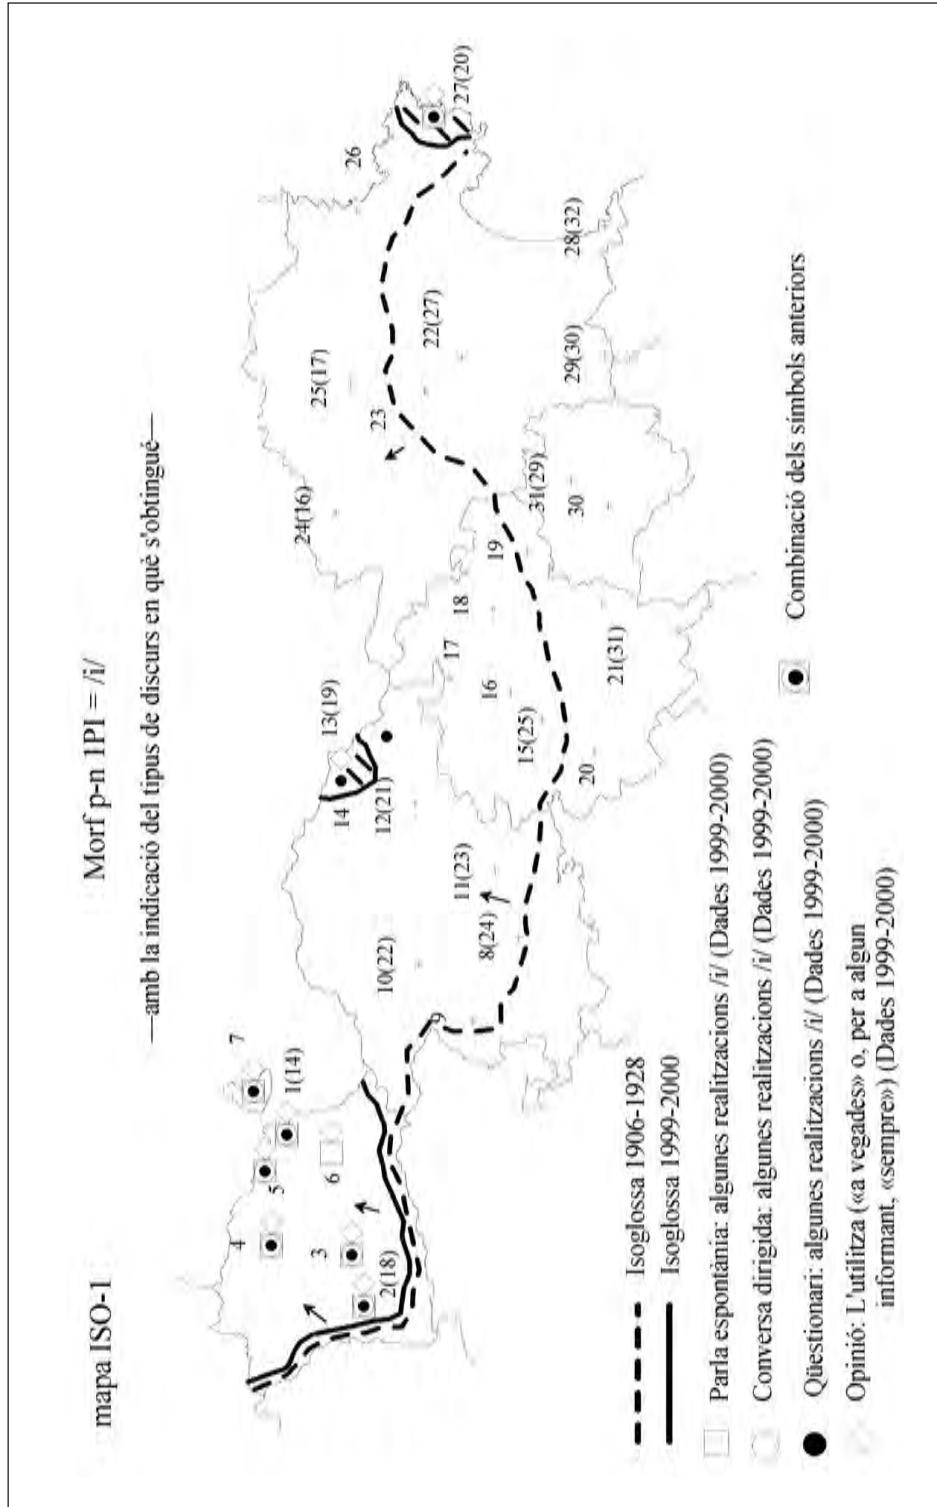 mapa ISO-1
Morf p-n 1PI = /i/
—amb la indicació del tipus de discurs en què s'obtingué—
7
1(14)
5
4
6
3
2(18)
9
10(22)
8(24)
11(23)
12(21)
14
13(19)
15(25)
16
17
18
19
20
21(31)
24(16)
25(17)
23
22(27)
26
27(20)
28(32)
29(30)
31(29)
30
Isoglossa 1906-1928
Isoglossa 1999-2000
Parla espontània: algunes realitzacions /i/ (Dades 1999-2000)
Conversa dirigida: algunes realitzacions /i/ (Dades 1999-2000)
Qüestionari: algunes realitzacions /i/ (Dades 1999-2000)
Opinió: L'utilitza («a vegades» o, per a algun
informant, «sempre») (Dades 1999-2000)
Combinació dels símbols anteriors